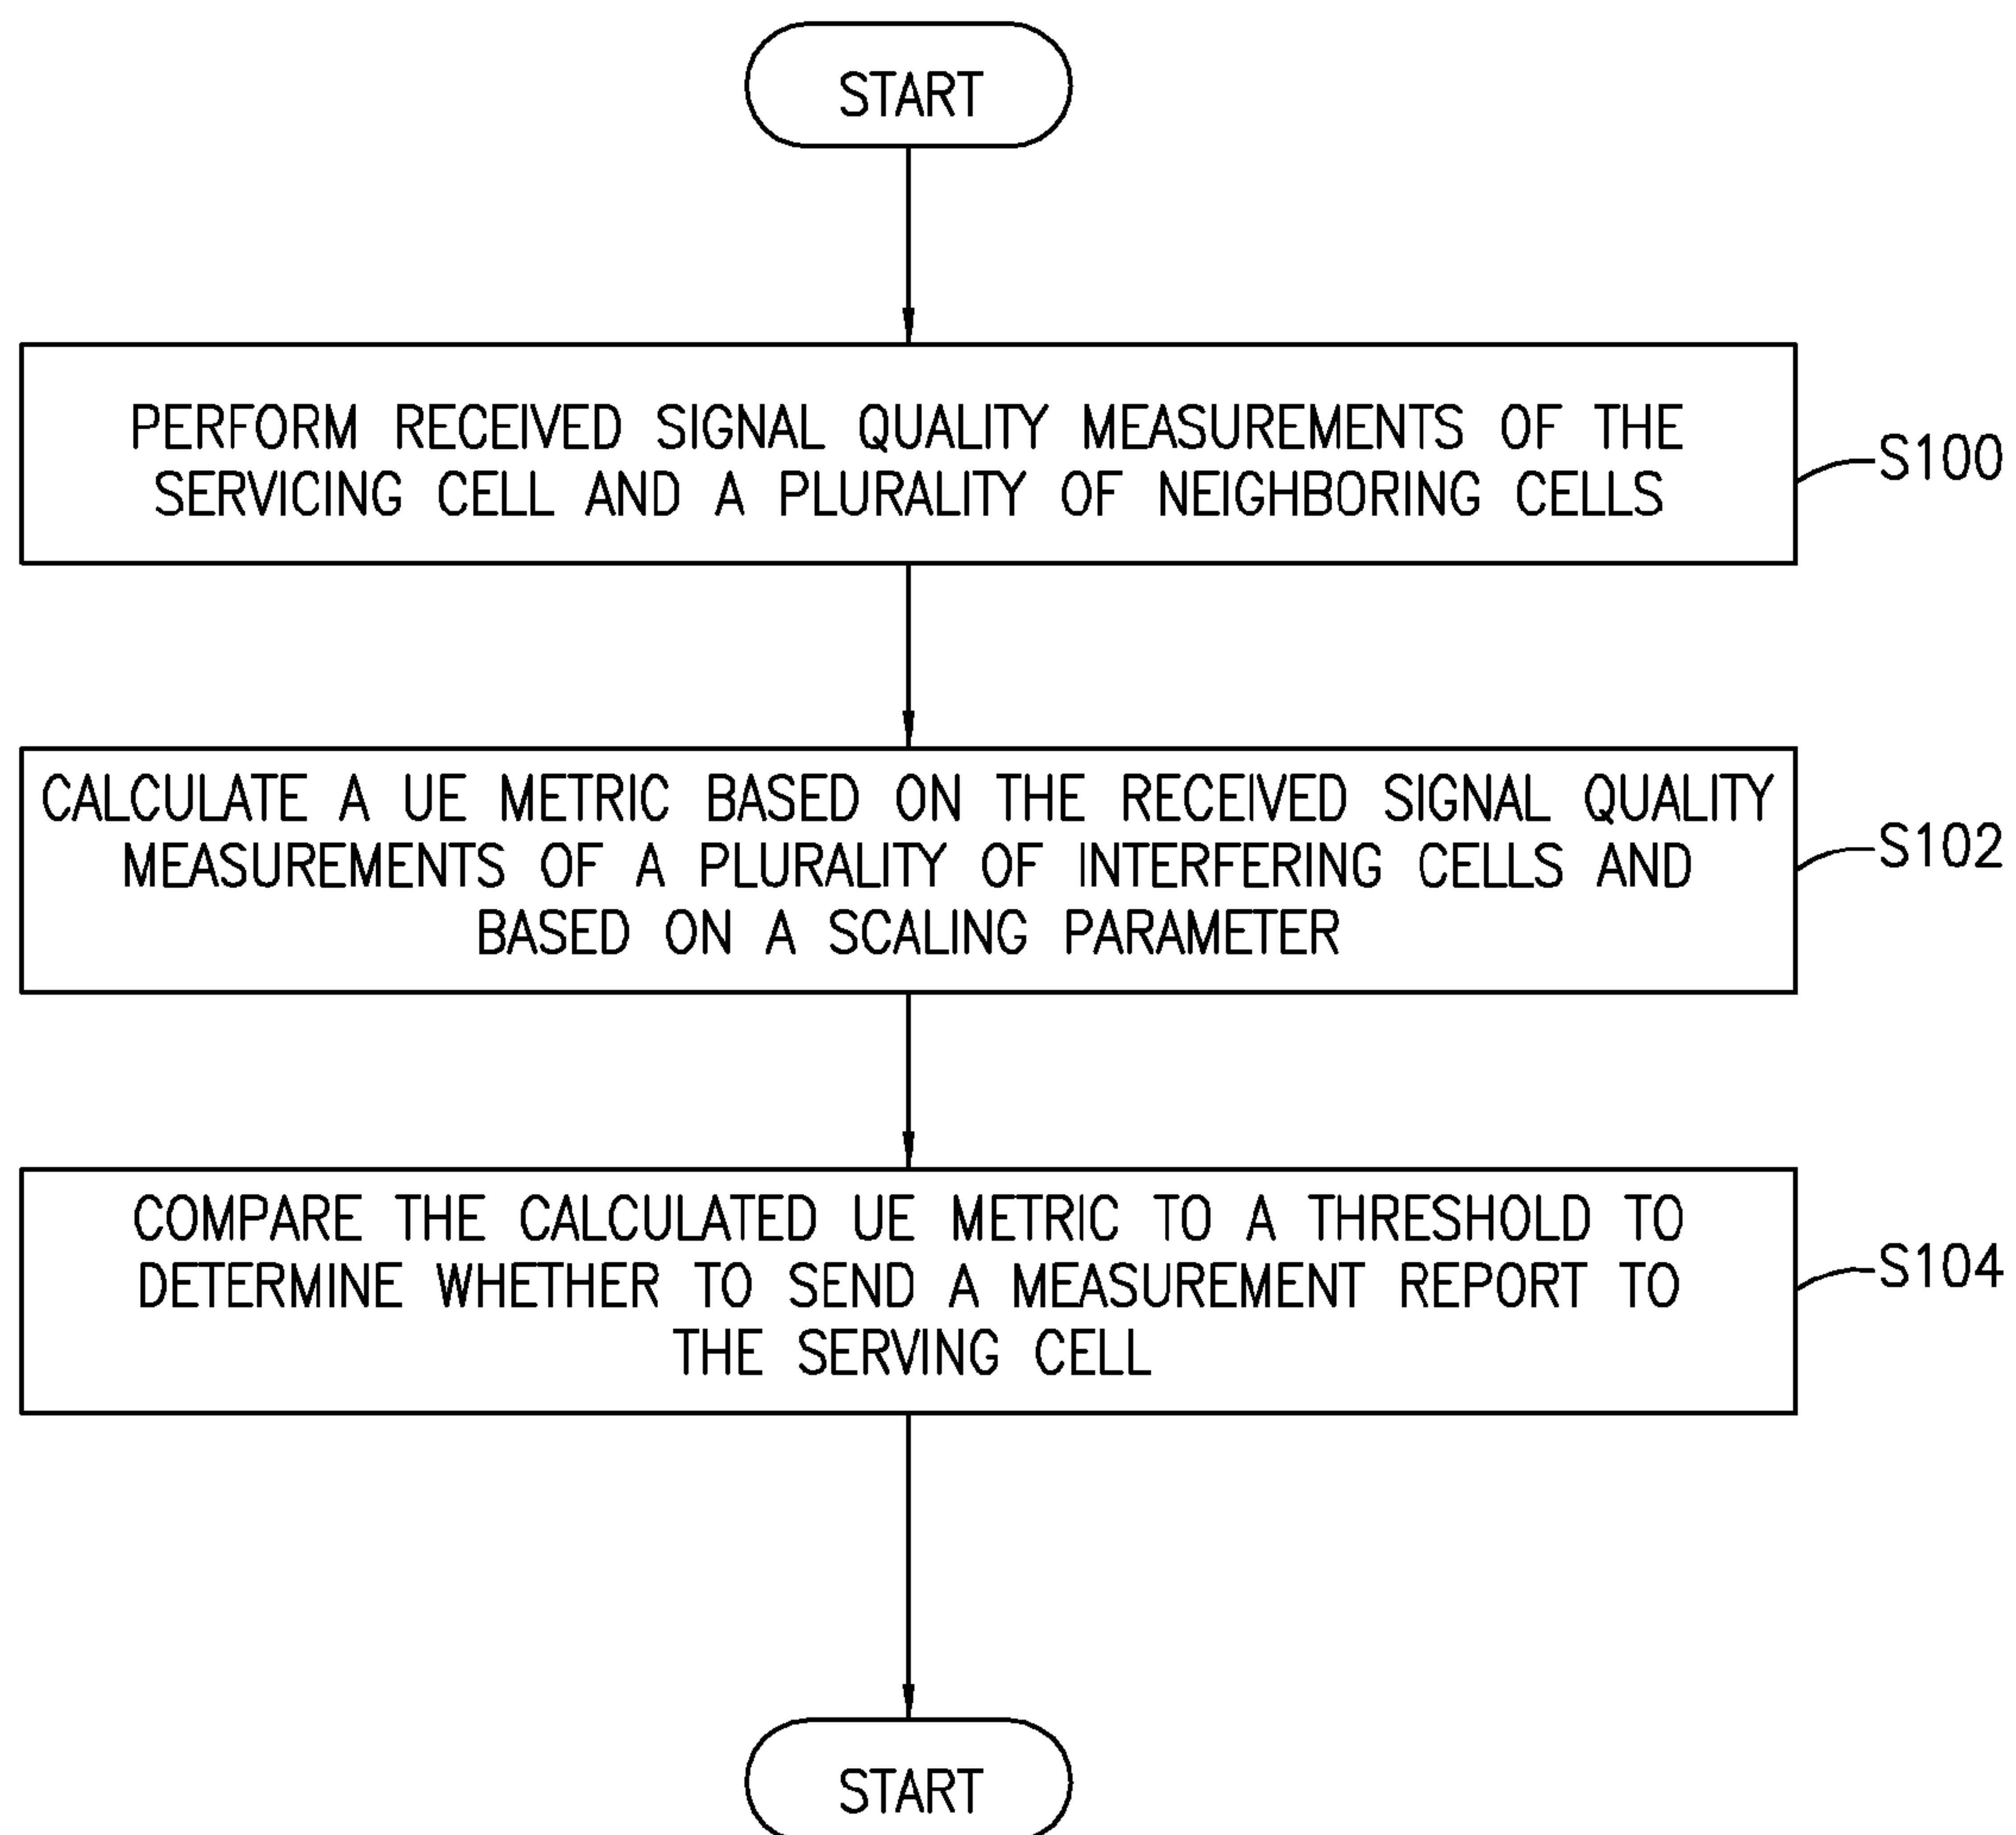 START
PERFORM RECEIVED SIGNAL QUALITY MEASUREMENTS OF THE
SERVICING CELL AND A PLURALITY OF NEIGHBORING CELLS
S100
CALCULATE A UE METRIC BASED ON THE RECEIVED SIGNAL QUALITY
MEASUREMENTS OF A PLURALITY OF INTERFERING CELLS AND
BASED ON A SCALING PARAMETER
S102
COMPARE THE CALCULATED UE METRIC TO A THRESHOLD TO
DETERMINE WHETHER TO SEND A MEASUREMENT REPORT TO
THE SERVING CELL
S104
START